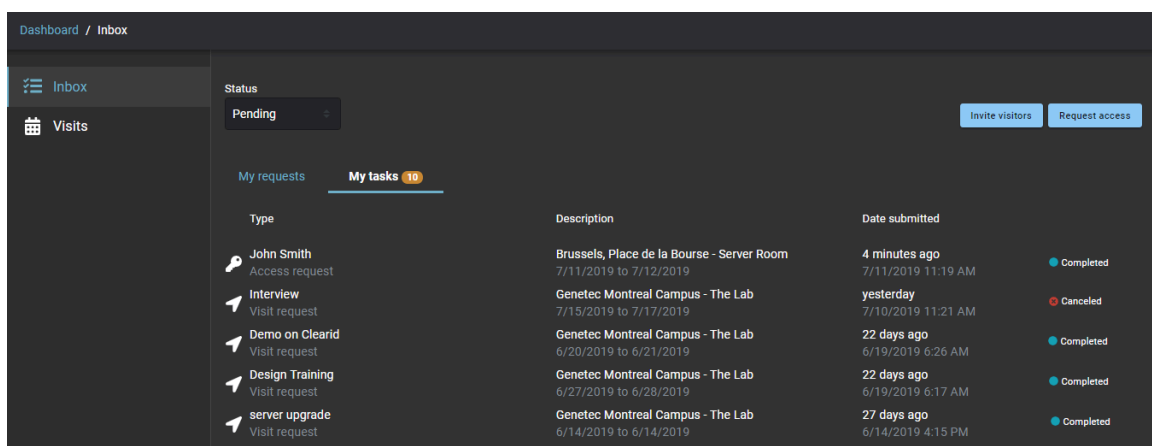 Dashboard / Inbox
Inbox
Visits
Status
Pending
Invite visitors
Request access
My requests
My tasks 10
Type Description Date submitted
John Smith Brussels, Place de la Bourse - Server Room 4 minutes ago
Access request 7/11/2019 to 7/12/2019 7/11/2019 11:19 AM Completed
Interview Genetec Montreal Campus - The Lab yesterday
Visit request 7/15/2019 to 7/17/2019 7/10/2019 11:21 AM Canceled
Demo on Clearid Genetec Montreal Campus - The Lab 22 days ago
Visit request 6/20/2019 to 6/21/2019 6/19/2019 6:26 AM Completed
Design Training Genetec Montreal Campus - The Lab 22 days ago
Visit request 6/27/2019 to 6/28/2019 6/19/2019 6:17 AM Completed
server upgrade Genetec Montreal Campus - The Lab 27 days ago
Visit request 6/14/2019 to 6/14/2019 6/14/2019 4:15 PM Completed